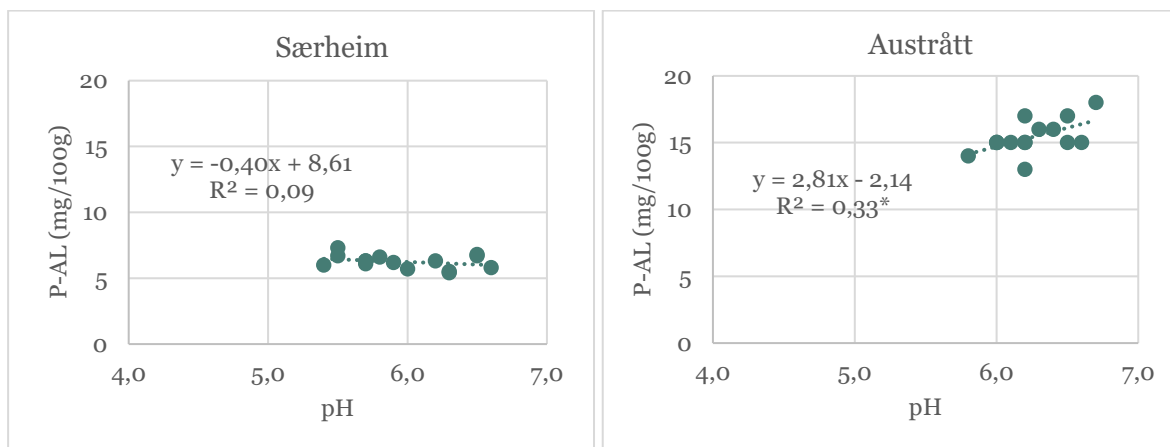 Særheim
20
15
10
5
0
P-AL (mg/100g)
y = -0,40x + 8,61
R² = 0,09
4,0 5,0 6,0 7,0
pH
Austrått
20
15
10
5
0
P-AL (mg/100g)
y = 2,81x - 2,14
R² = 0,33*
4,0 5,0 6,0 7,0
pH